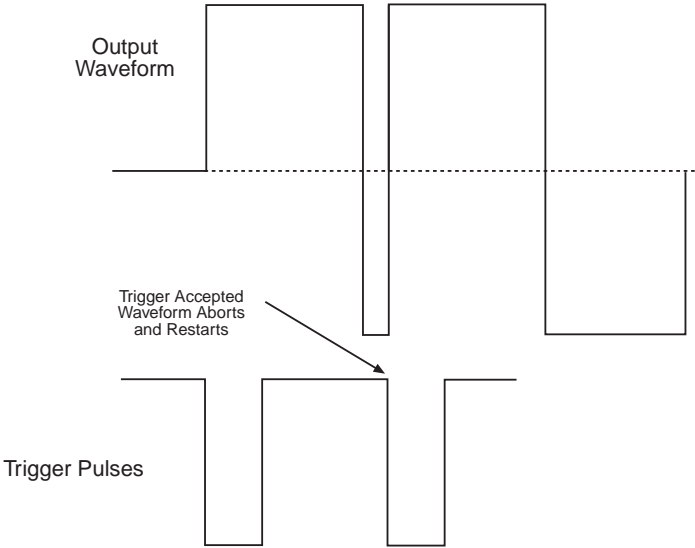 Output
Waveform
Trigger Accepted
Waveform Aborts
and Restarts
Trigger Pulses